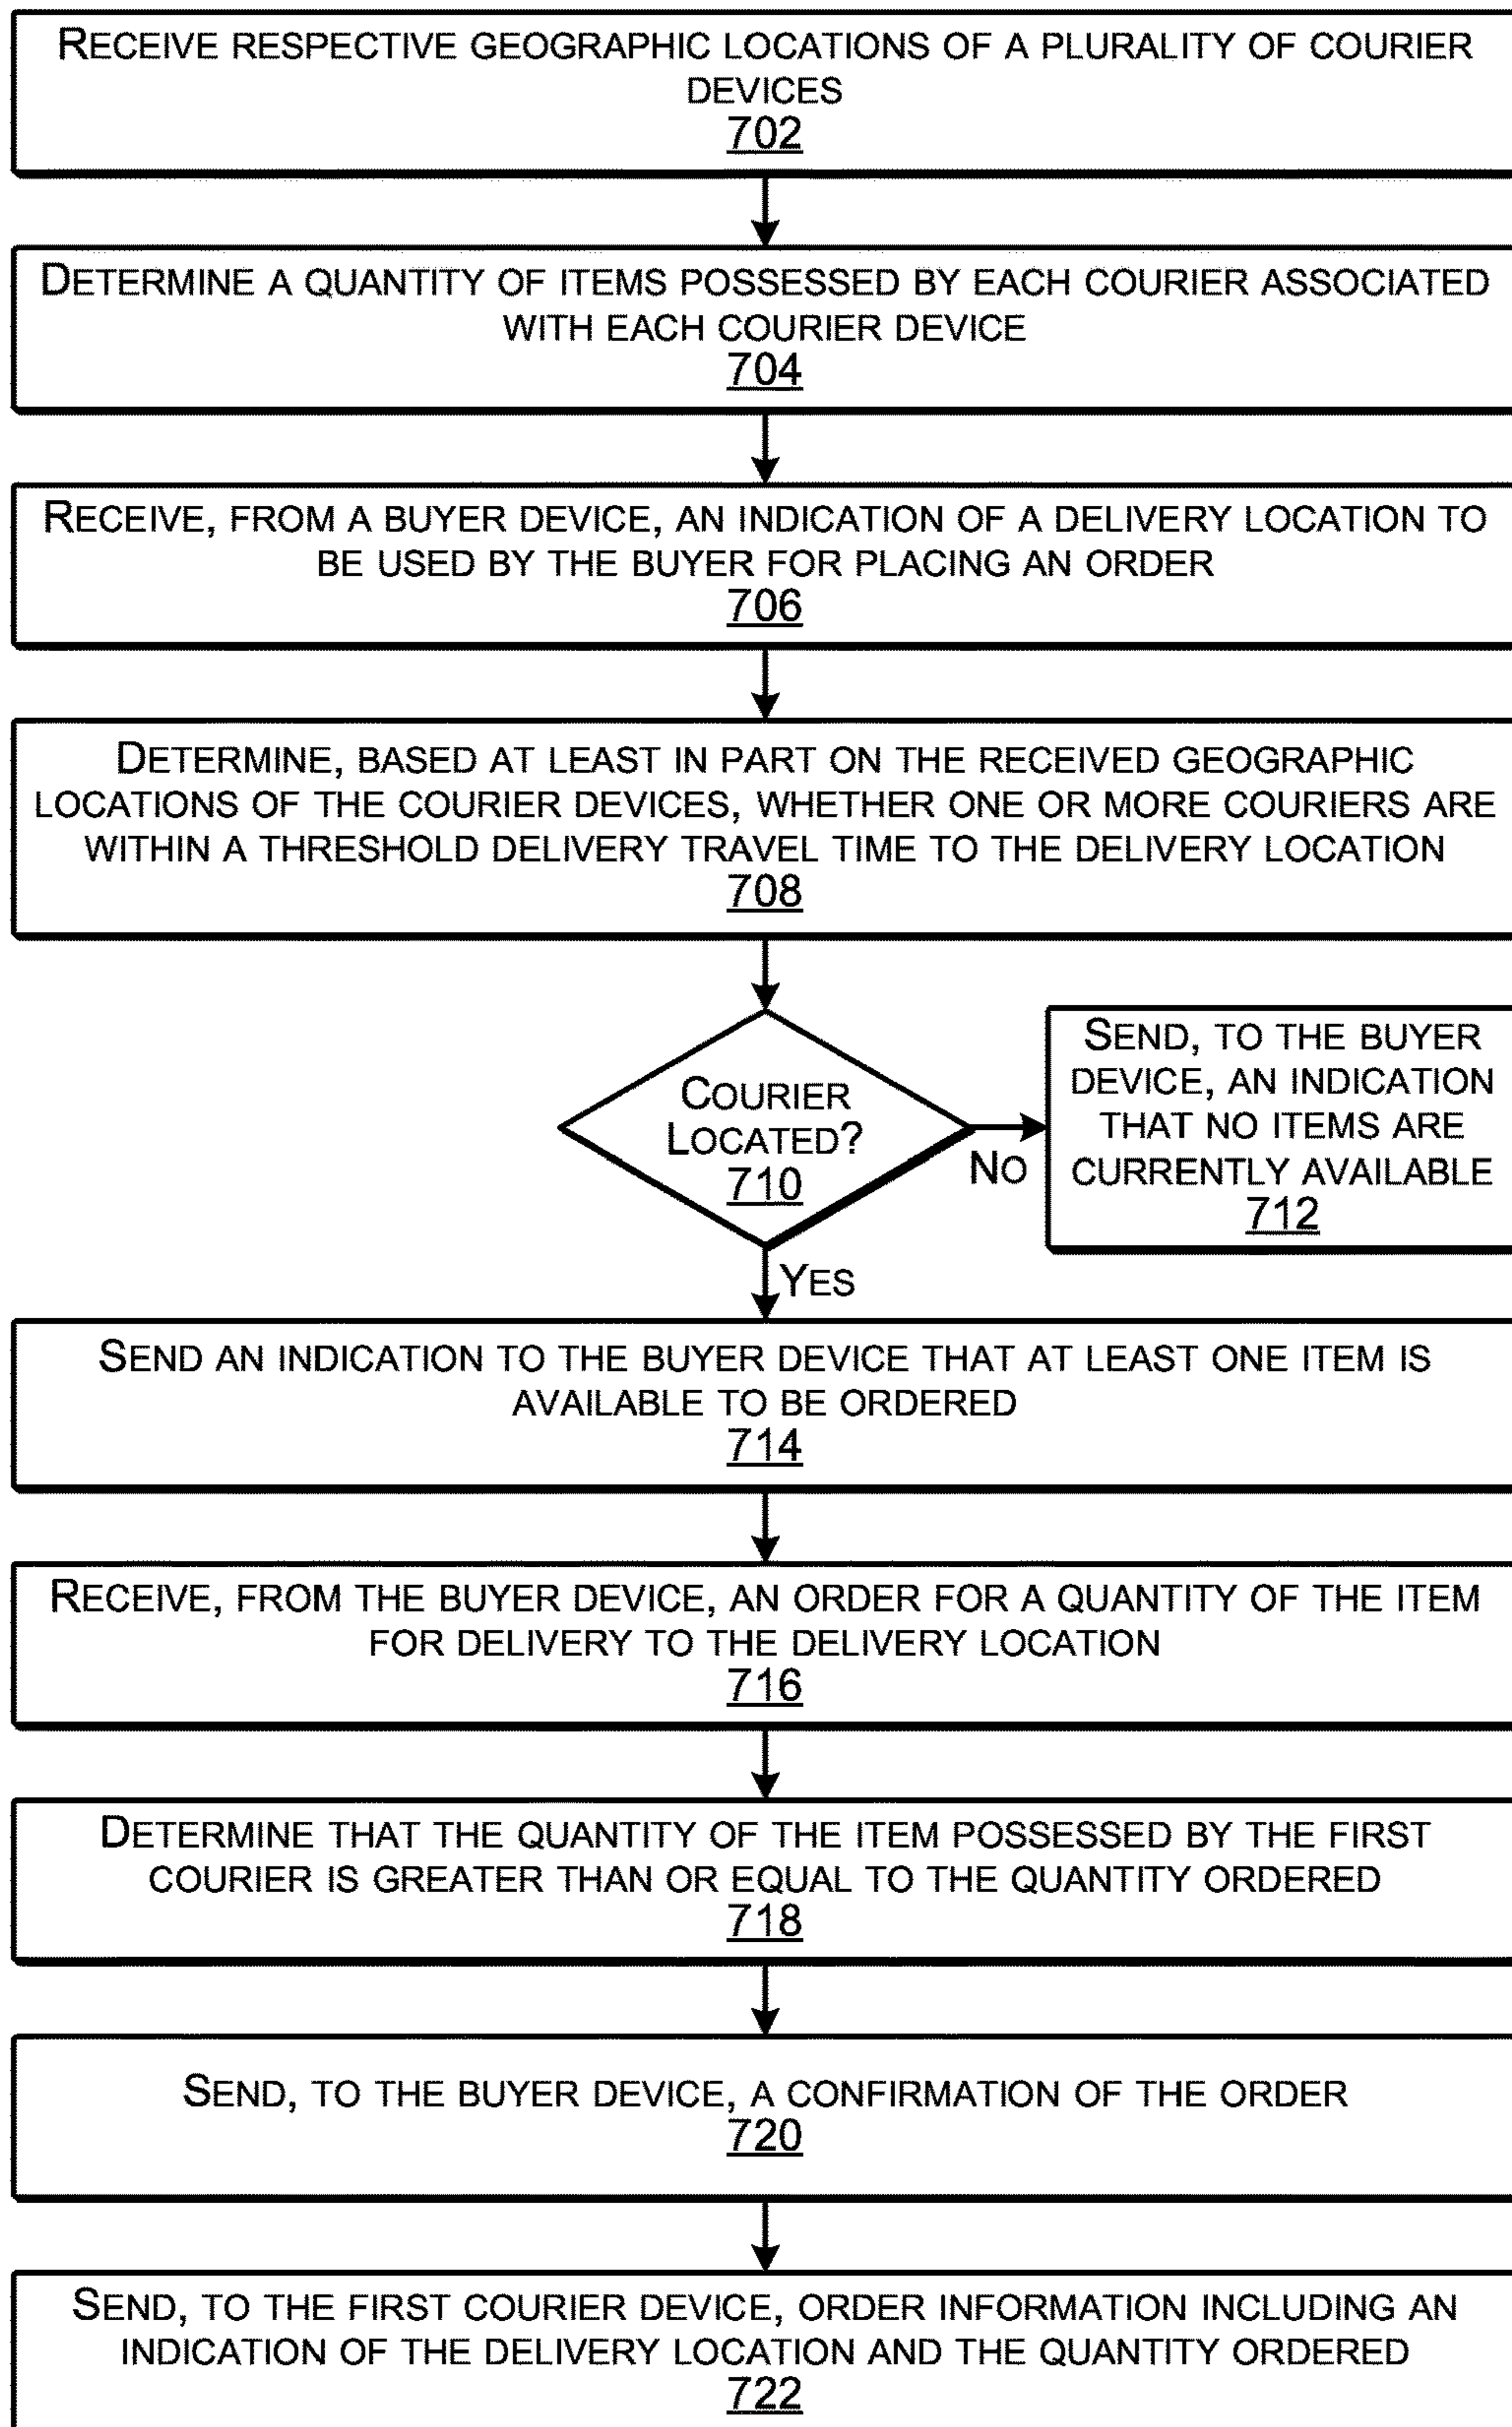 RECEIVE RESPECTIVE GEOGRAPHIC LOCATIONS OF A PLURALITY OF COURIER
DEVICES
702
DETERMINE A QUANTITY OF ITEMS POSSESSED BY EACH COURIER ASSOCIATED
WITH EACH COURIER DEVICE
704
RECEIVE, FROM A BUYER DEVICE, AN INDICATION OF A DELIVERY LOCATION TO
BE USED BY THE BUYER FOR PLACING AN ORDER
706
DETERMINE, BASED AT LEAST IN PART ON THE RECEIVED GEOGRAPHIC
LOCATIONS OF THE COURIER DEVICES, WHETHER ONE OR MORE COURIERS ARE
WITHIN A THRESHOLD DELIVERY TRAVEL TIME TO THE DELIVERY LOCATION
708
COURIER
LOCATED?
710
NO
SEND, TO THE BUYER
DEVICE, AN INDICATION
THAT NO ITEMS ARE
CURRENTLY AVAILABLE
712
YES
SEND AN INDICATION TO THE BUYER DEVICE THAT AT LEAST ONE ITEM IS
AVAILABLE TO BE ORDERED
714
RECEIVE, FROM THE BUYER DEVICE, AN ORDER FOR A QUANTITY OF THE ITEM
FOR DELIVERY TO THE DELIVERY LOCATION
716
DETERMINE THAT THE QUANTITY OF THE ITEM POSSESSED BY THE FIRST
COURIER IS GREATER THAN OR EQUAL TO THE QUANTITY ORDERED
718
SEND, TO THE BUYER DEVICE, A CONFIRMATION OF THE ORDER
720
SEND, TO THE FIRST COURIER DEVICE, ORDER INFORMATION INCLUDING AN
INDICATION OF THE DELIVERY LOCATION AND THE QUANTITY ORDERED
722